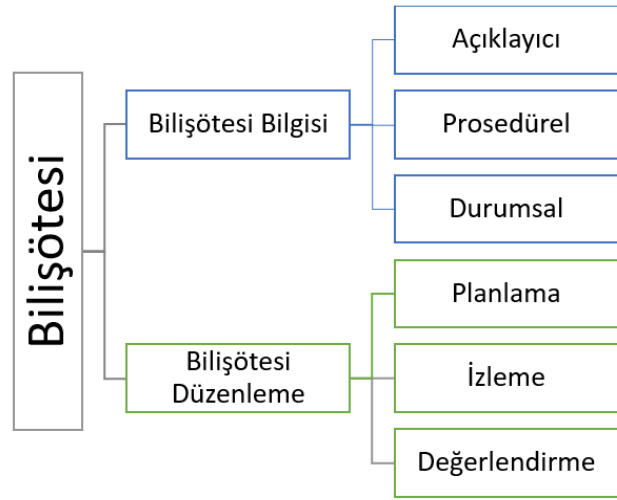 Bilişötesi
Bilişötesi Bilgisi
Açıklayıcı
Prosedürel
Durumsal
Bilişötesi
Düzenleme
Planlama
İzleme
Değerlendirme